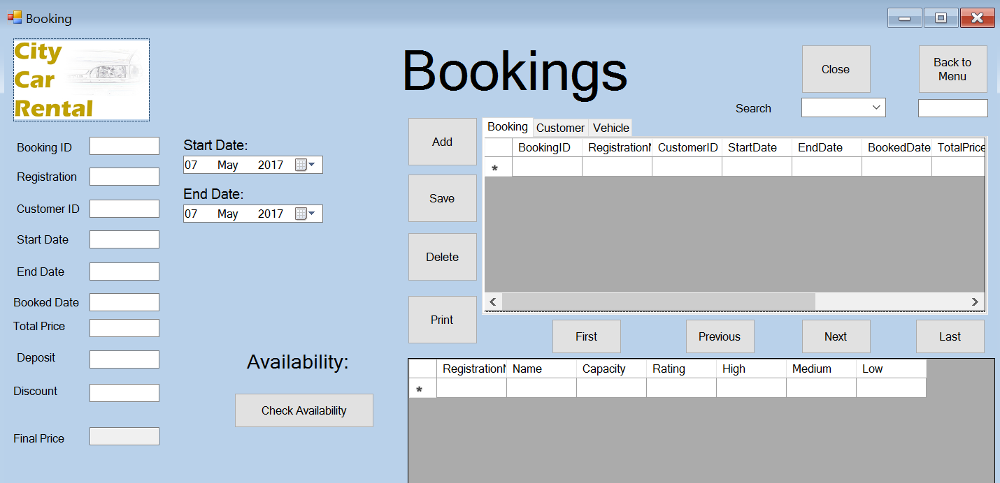 Booking
City
Car
Rental
Bookings
Close
Back to
Menu
Search
Booking ID
Registration
Customer ID
Start Date
End Date
Booked Date
Total Price
Deposit
Discount
Final Price
Start Date:
07 May 2017
End Date:
07 May 2017
Availability:
Check Availability
Add
Save
Delete
Print
Booking Customer Vehicle
BookingID RegistrationN CustomerID StartDate EndDate BookedDate TotalPrice
*
First Previous Next Last
RegistrationN Name Capacity Rating High Medium Low
*